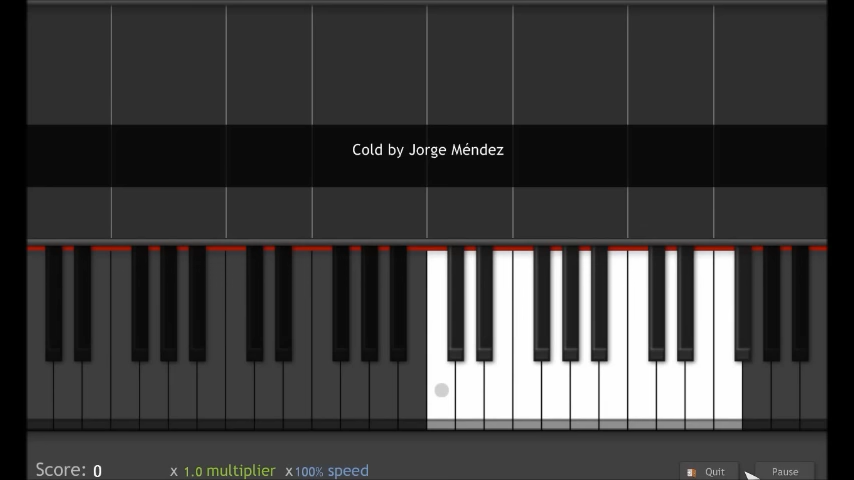 Cold by Jorge Méndez
Score: 0 x 1.0 multiplier x100% speed Quit Pause